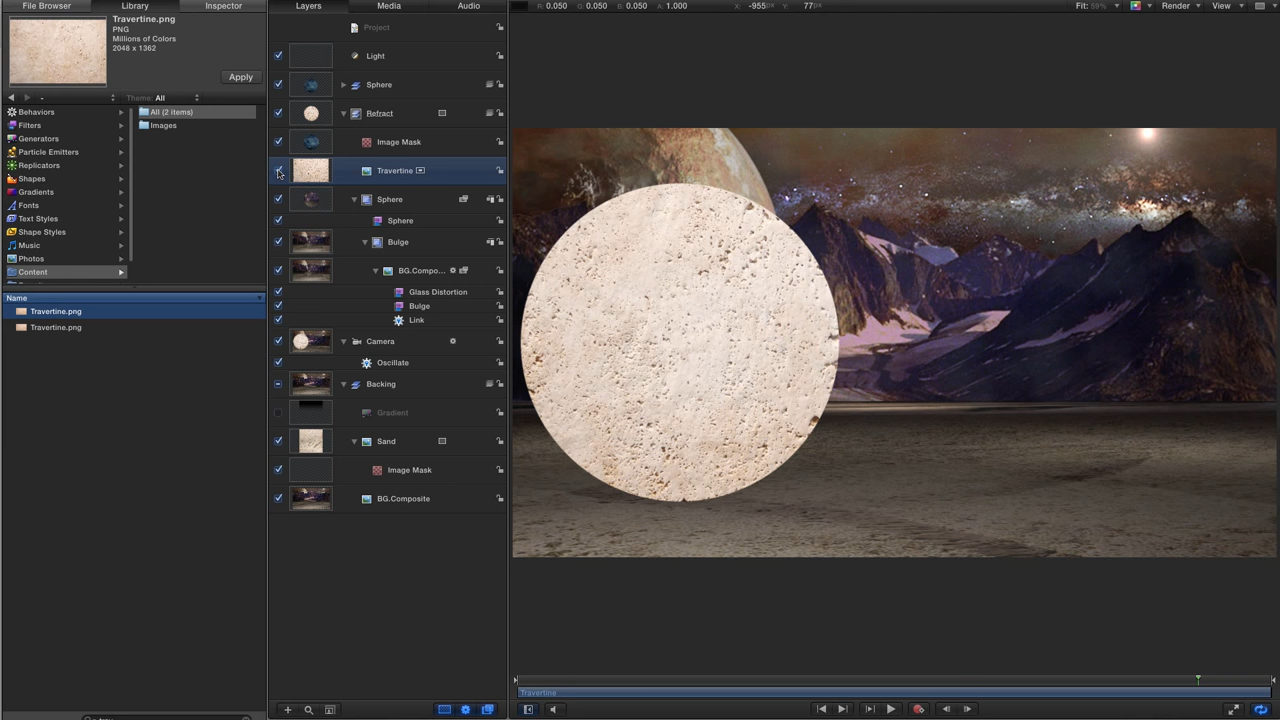 File Browser Library Inspector
Travertine.png
PNG
Millions of Colors
2048 x 1362
Apply
- Theme: All
Behaviors
Filters
Generators
Particle Emitters
Replicators
Shapes
Gradients
Fonts
Text Styles
Shape Styles
Music
Photos
Content
All (2 items)
Images
Name
Travertine.png
Travertine.png
Layers Media Audio
Project
Light
Sphere
Refract
Image Mask
Travertine
Sphere
Sphere
Bulge
BG.Compo...
Glass Distortion
Bulge
Link
Camera
Oscillate
Backing
Gradient
Sand
Image Mask
BG.Composite
R: 0.050 G: 0.050 B: 0.050 A: 1.000 X: -955px Y: 77px
Fit: 59% Render View
Travertine